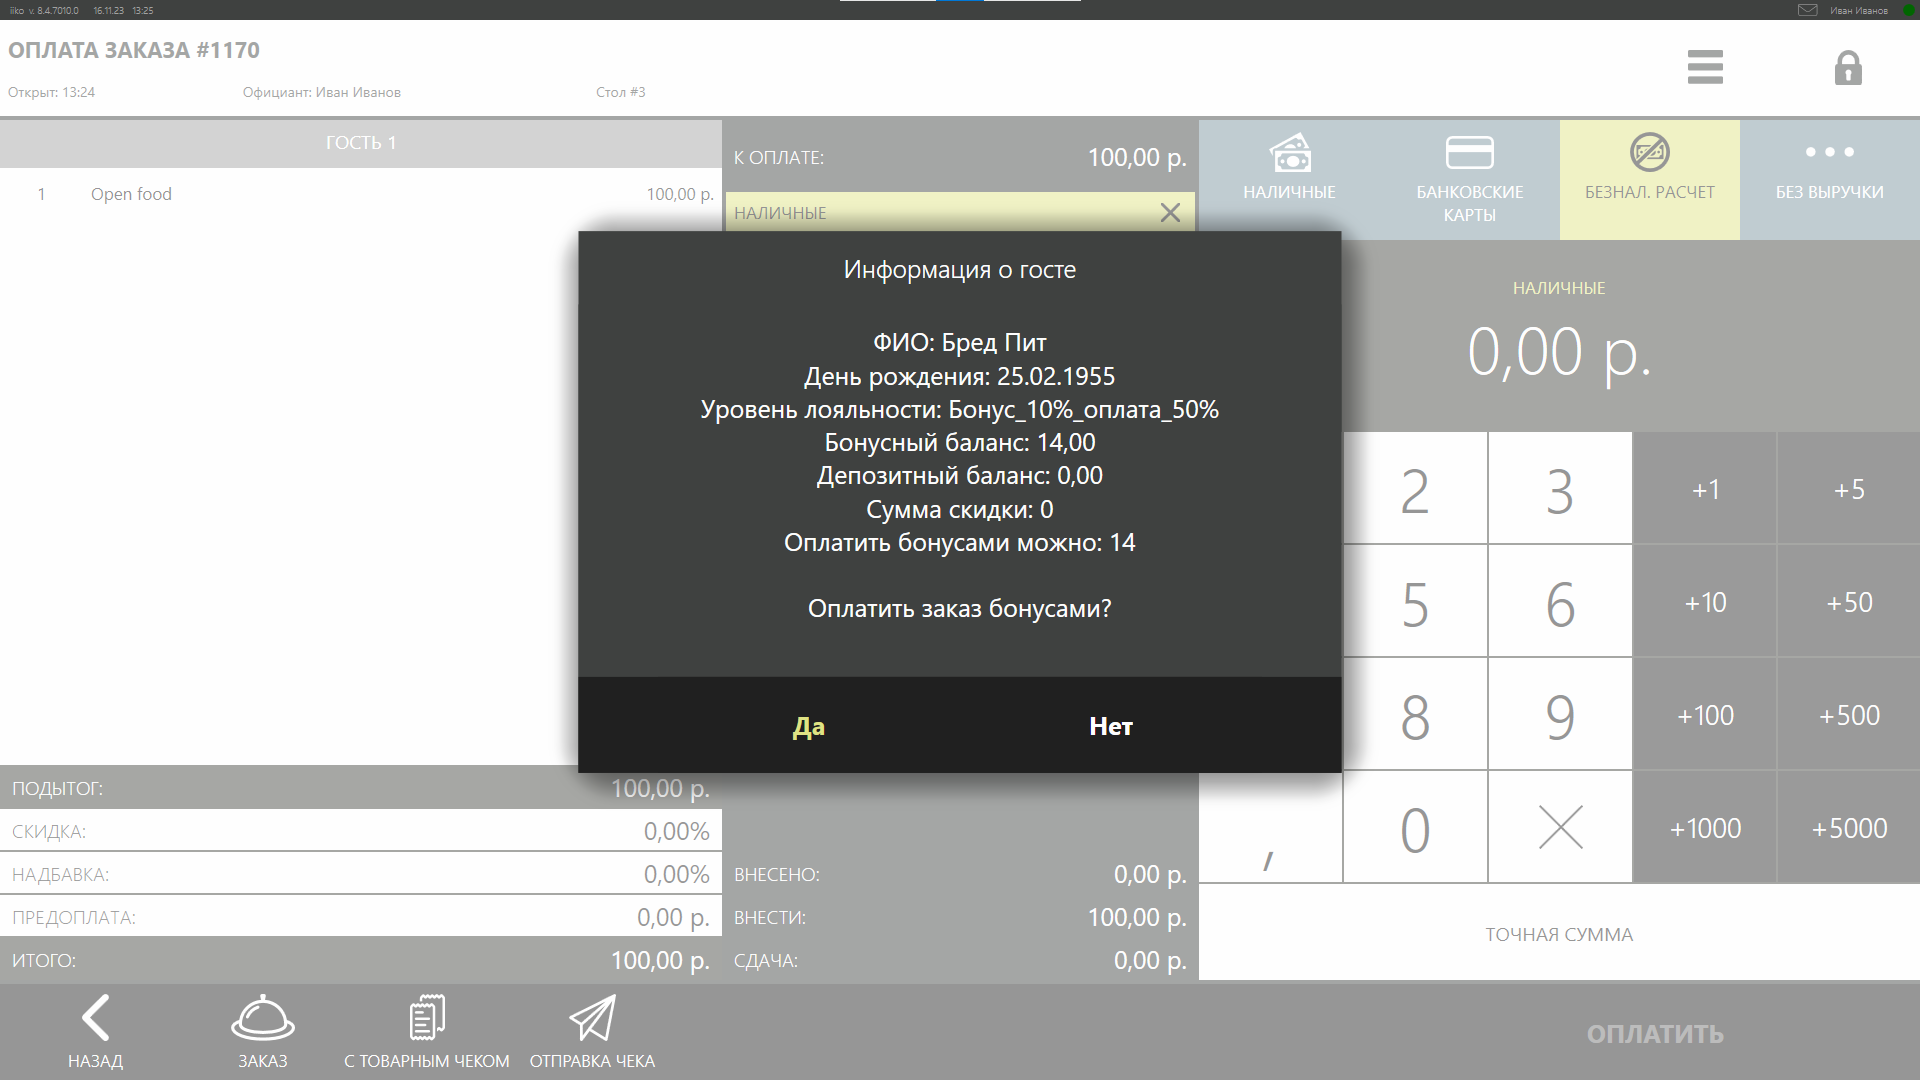 iiko v. 8.4.7010.0 16.11.23 13:25
Иван Иванов
ОПЛАТА ЗАКАЗА #1170
Открыт: 13:24 Официант: Иван Иванов Стол #3
ГОСТЬ 1
1 Open food 100,00 р.
К ОПЛАТЕ: 100,00 р.
НАЛИЧНЫЕ
НАЛИЧНЫЕ
БАНКОВСКИЕ
КАРТЫ
БЕЗНАЛ. РАСЧЕТ
БЕЗ ВЫРУЧКИ
НАЛИЧНЫЕ
0,00 р.
Информация о госте
ФИО: Бред Пит
День рождения: 25.02.1955
Уровень лояльности: Бонус_10%_оплата_50%
Бонусный баланс: 14,00
Депозитный баланс: 0,00
Сумма скидки: 0
Оплатить бонусами можно: 14
Оплатить заказ бонусами?
Да Нет
2 3 +1 +5
5 6 +10 +50
8 9 +100 +500
, 0 +1000 +5000
ТОЧНАЯ СУММА
ПОДЫТОГ: 100,00 р.
СКИДКА: 0,00%
НАДБАВКА: 0,00%
ПРЕДОПЛАТА: 0,00 р.
ИТОГО: 100,00 р.
ВНЕСЕНО: 0,00 р.
ВНЕСТИ: 100,00 р.
СДАЧА: 0,00 р.
НАЗАД ЗАКАЗ С ТОВАРНЫМ ЧЕКОМ ОТПРАВКА ЧЕКА
ОПЛАТИТЬ